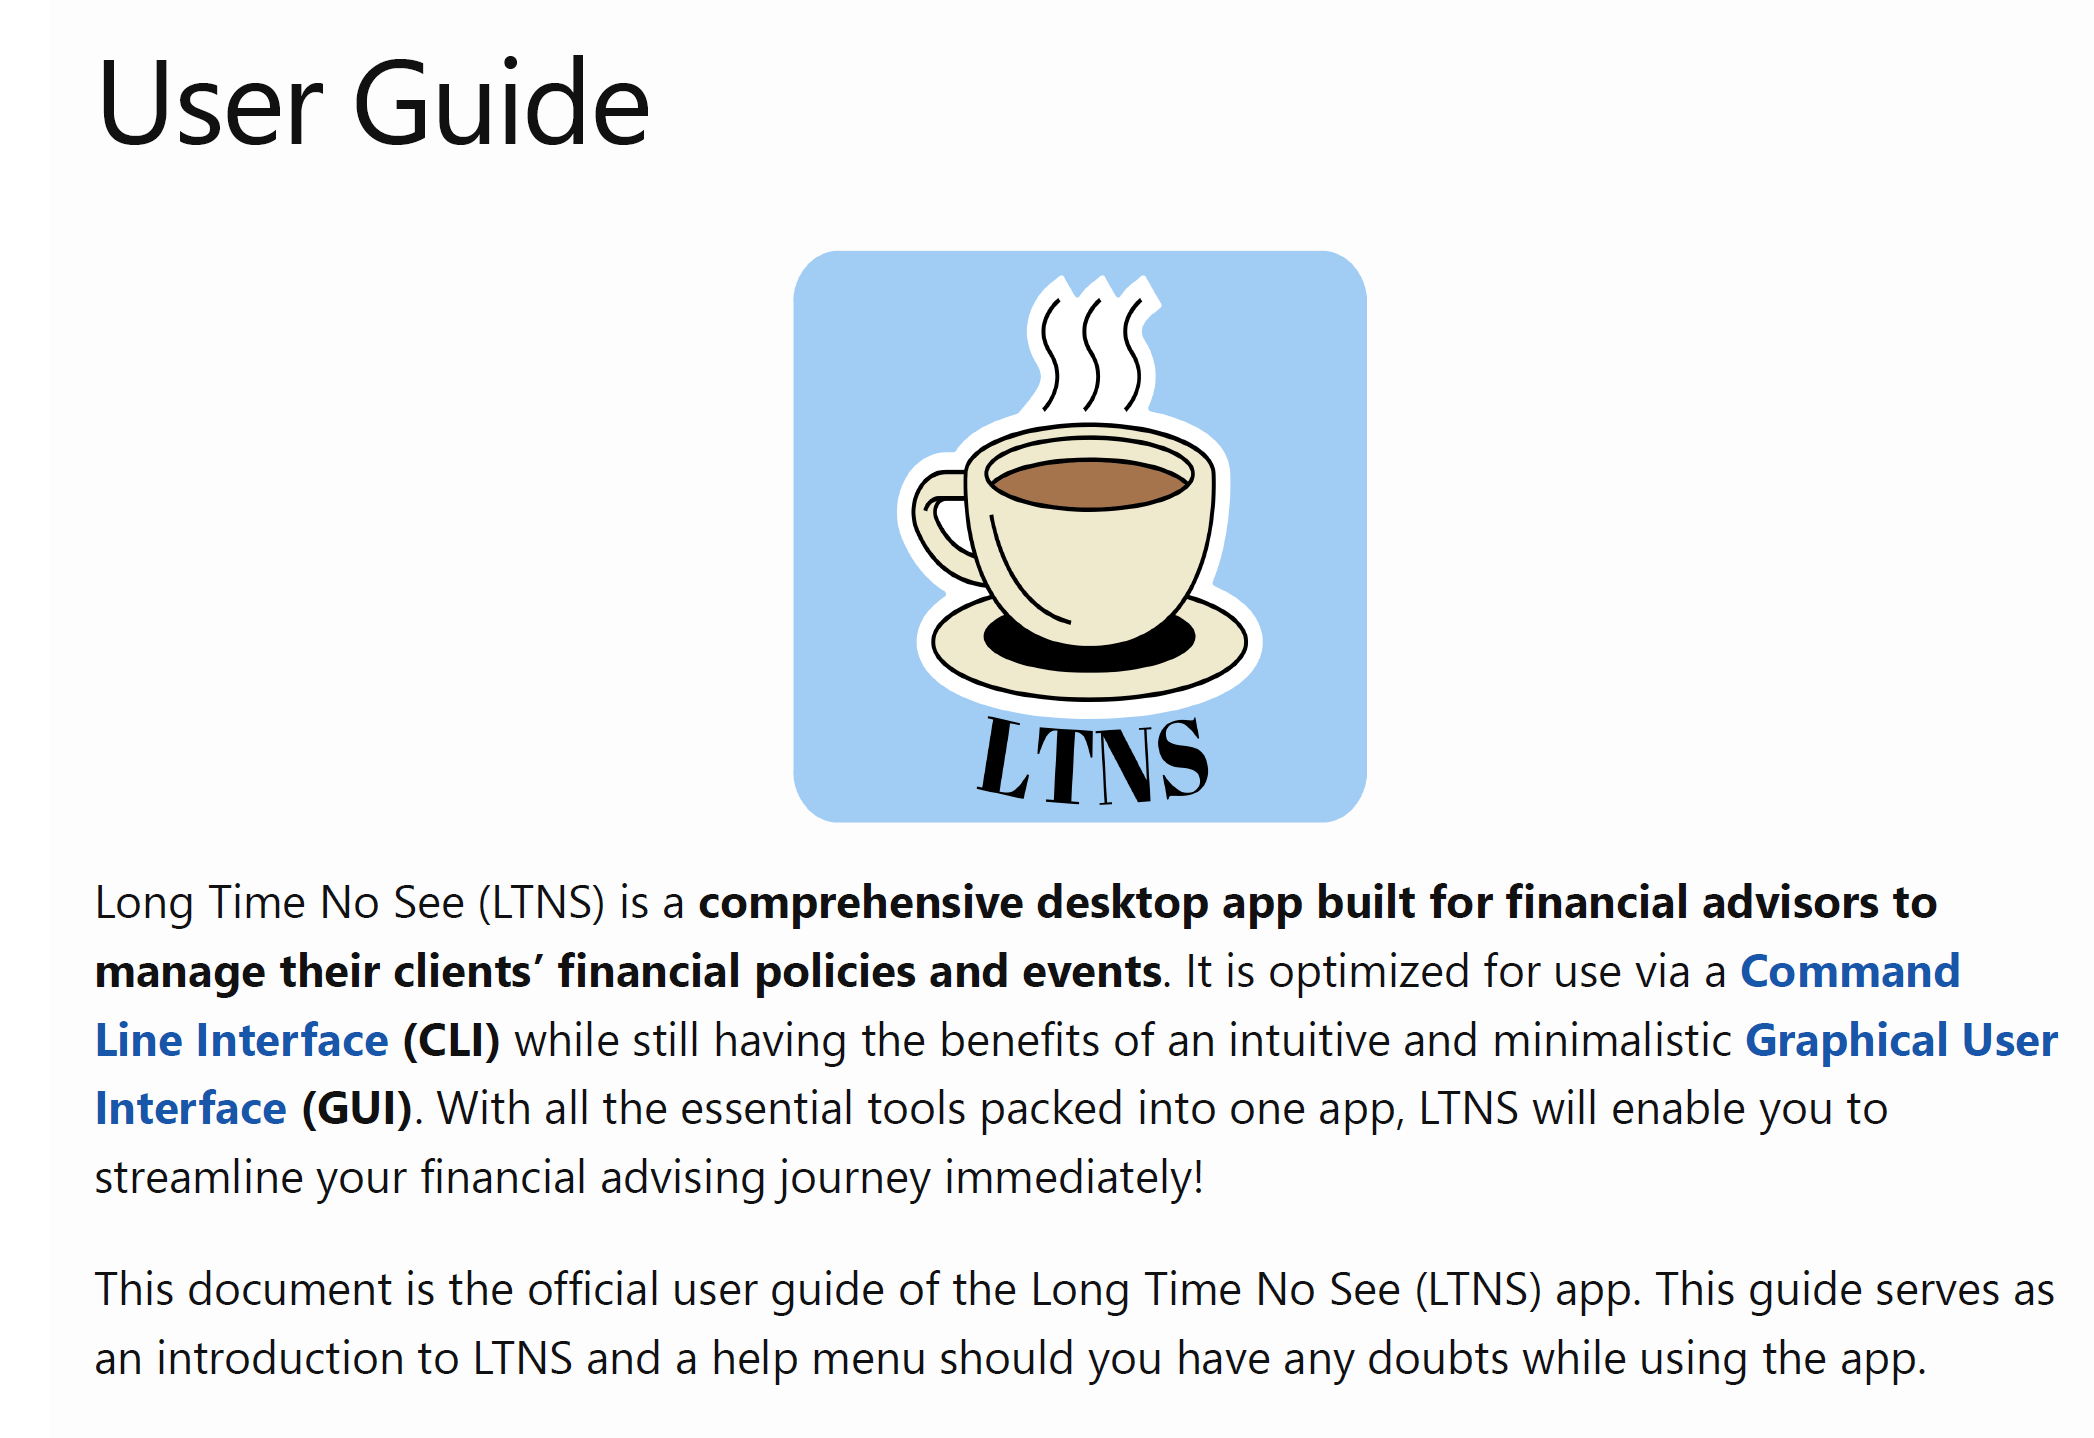 User Guide
LTNS
Long Time No See (LTNS) is a comprehensive desktop app built for financial advisors to
manage their clients’ financial policies and events. It is optimized for use via a Command
Line Interface (CLI) while still having the benefits of an intuitive and minimalistic Graphical User
Interface (GUI). With all the essential tools packed into one app, LTNS will enable you to
streamline your financial advising journey immediately!
This document is the official user guide of the Long Time No See (LTNS) app. This guide serves as
an introduction to LTNS and a help menu should you have any doubts while using the app.